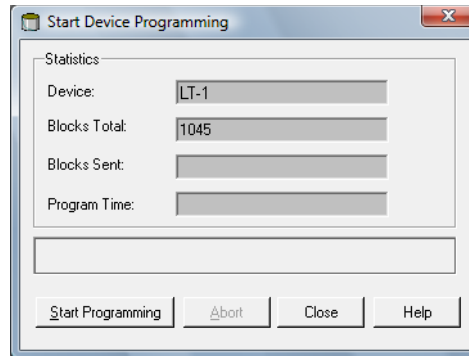 Start Device Programming
Statistics
Device: LT-1
Blocks Total: 1045
Blocks Sent:
Program Time:
Start Programming Abort Close Help